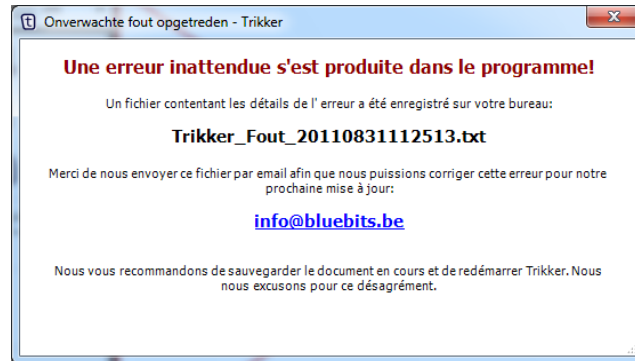 t Onverwachte fout opgetreden - Trikker
Une erreur inattendue s'est produite dans le programme!
Un fichier contentant les détails de l' erreur a été enregistré sur votre bureau:
Trikker_Fout_20110831112513.txt
Merci de nous envoyer ce fichier par email afin que nous puissions corriger cette erreur pour notre
prochaine mise à jour:
info@bluebits.be
Nous vous recommandons de sauvegarder le document en cours et de redémarrer Trikker. Nous
nous excusons pour ce désagrément.